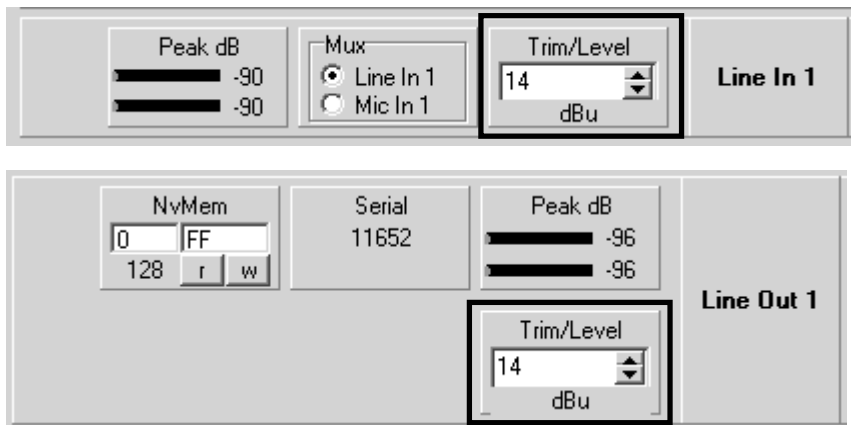 Peak dB
-90
-90
Mux
Line In 1
Mic In 1
Trim/Level
14
dBu
Line In 1
NvMem
0 FF
128 r w
Serial
11652
Peak dB
-96
-96
Trim/Level
14
dBu
Line Out 1